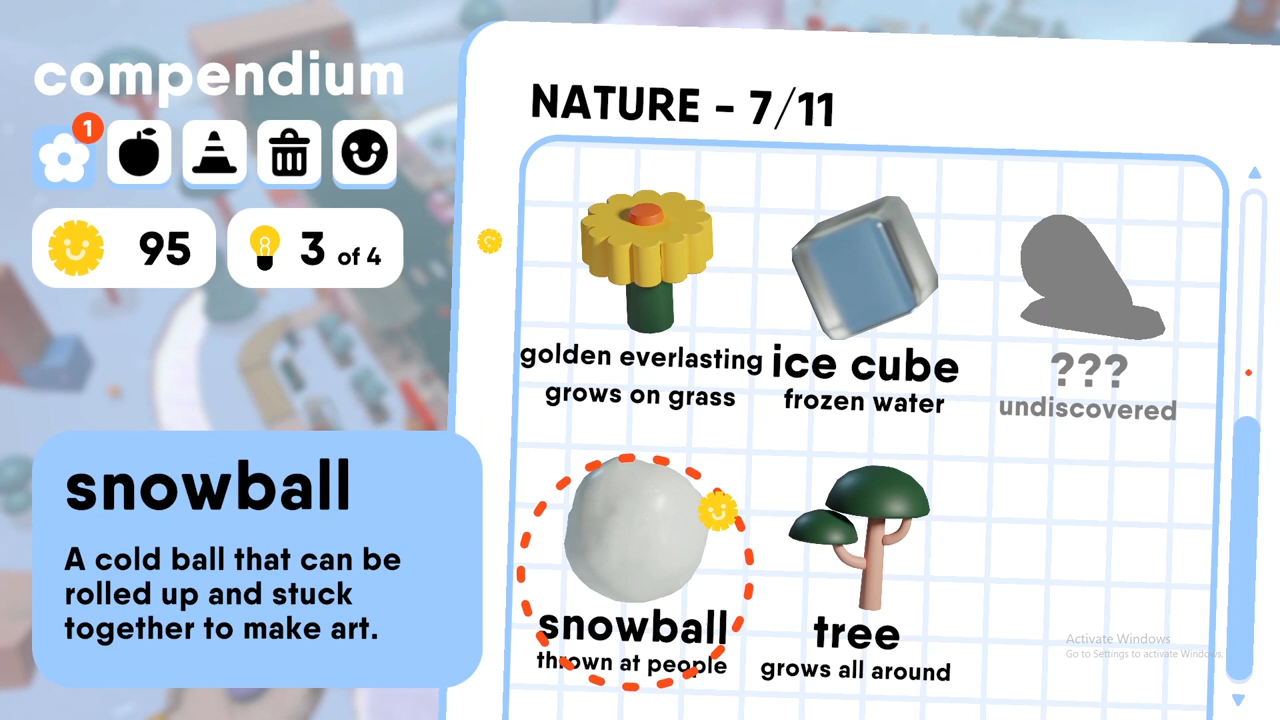 compendium
1
95
3 of 4
NATURE - 7/11
golden everlasting
grows on grass
ice cube
frozen water
???
undiscovered
snowball
thrown at people
tree
grows all around
snowball
A cold ball that can be
rolled up and stuck
together to make art.
Activate Windows
Go to Settings to activate Windows.